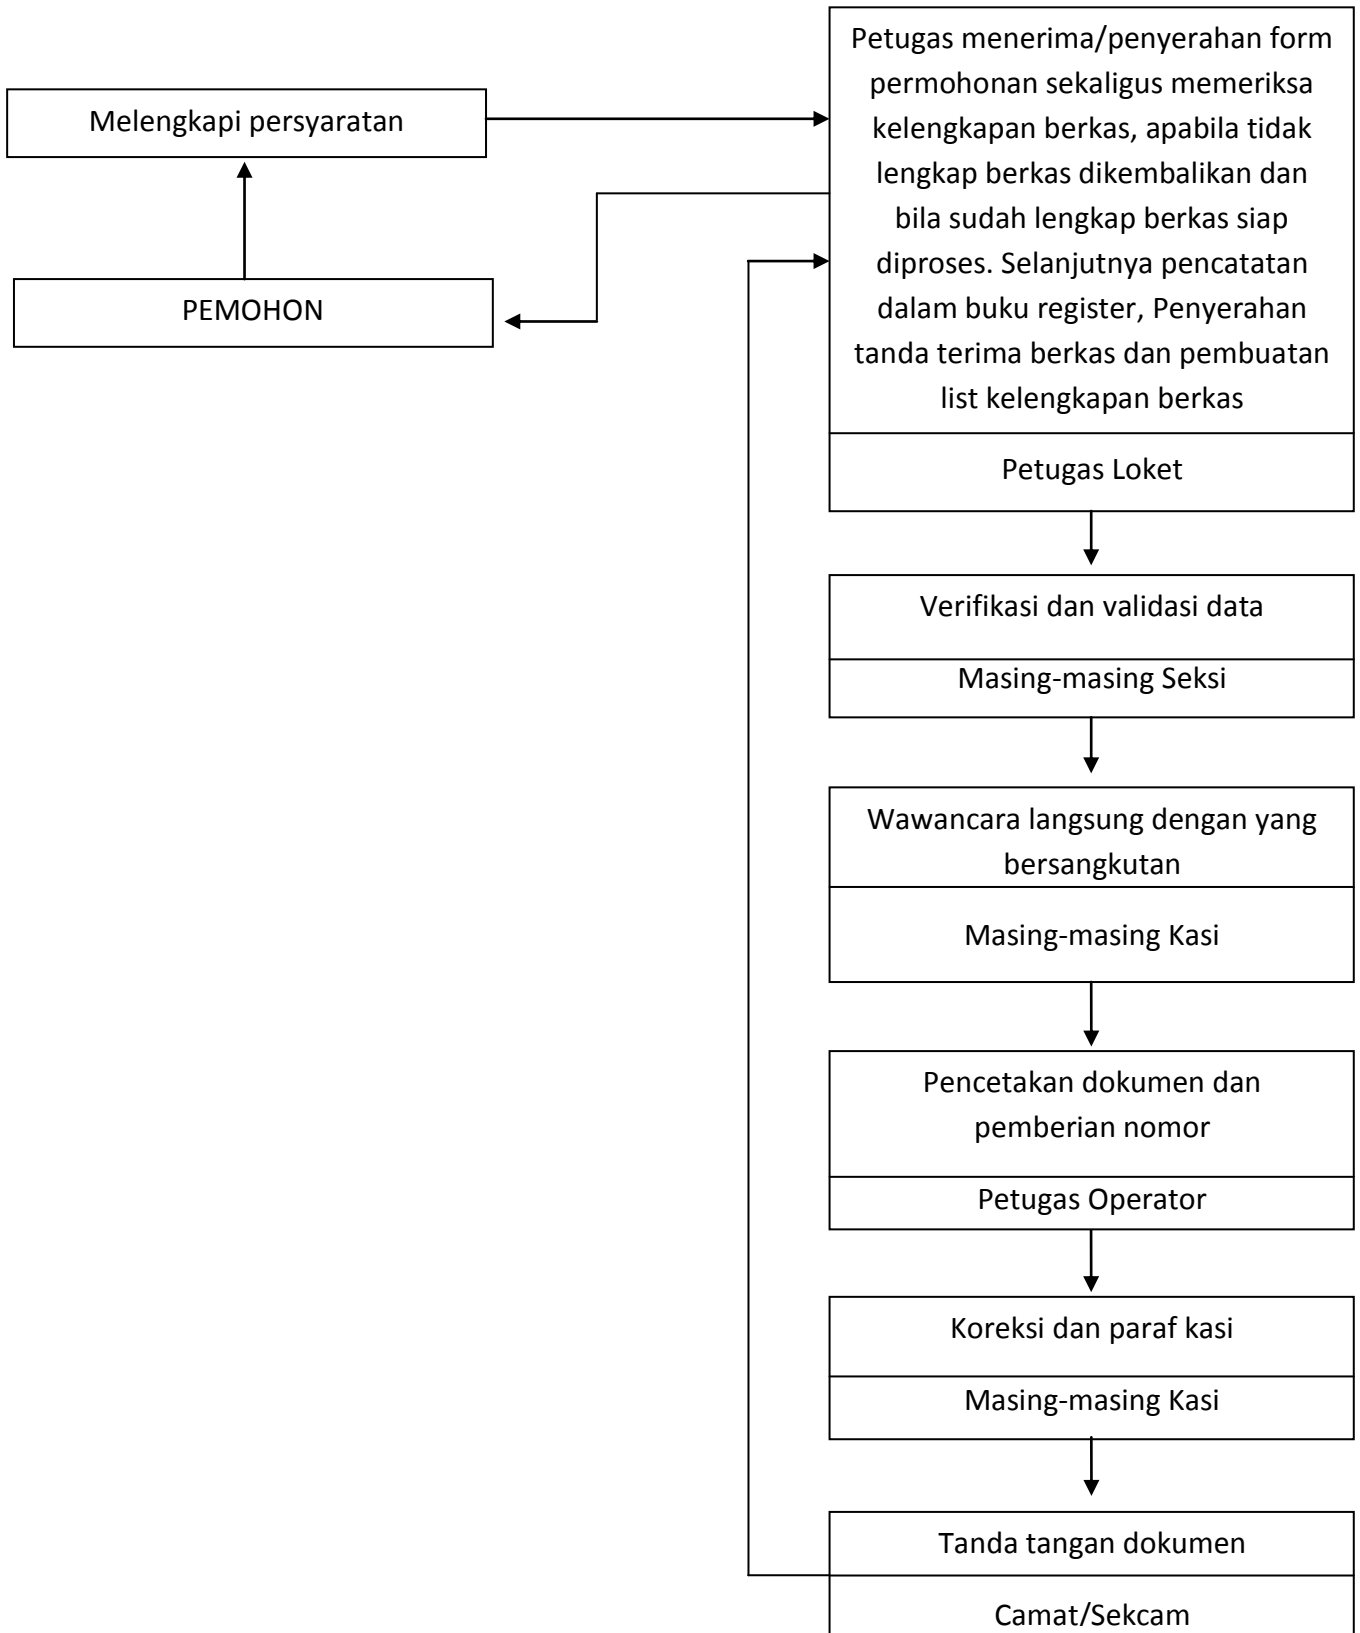 Melengkapi persyaratan
PEMOHON
Petugas menerima/penyerahan form
permohonan sekaligus memeriksa
kelengkapan berkas, apabila tidak
lengkap berkas dikembalikan dan
bila sudah lengkap berkas siap
diproses. Selanjutnya pencatatan
dalam buku register, Penyerahan
tanda terima berkas dan pembuatan
list kelengkapan berkas
Petugas Loket
Verifikasi dan validasi data
Masing-masing Seksi
Wawancara langsung dengan yang
bersangkutan
Masing-masing Kasi
Pencetakan dokumen dan
pemberian nomor
Petugas Operator
Koreksi dan paraf kasi
Masing-masing Kasi
Tanda tangan dokumen
Camat/Sekcam